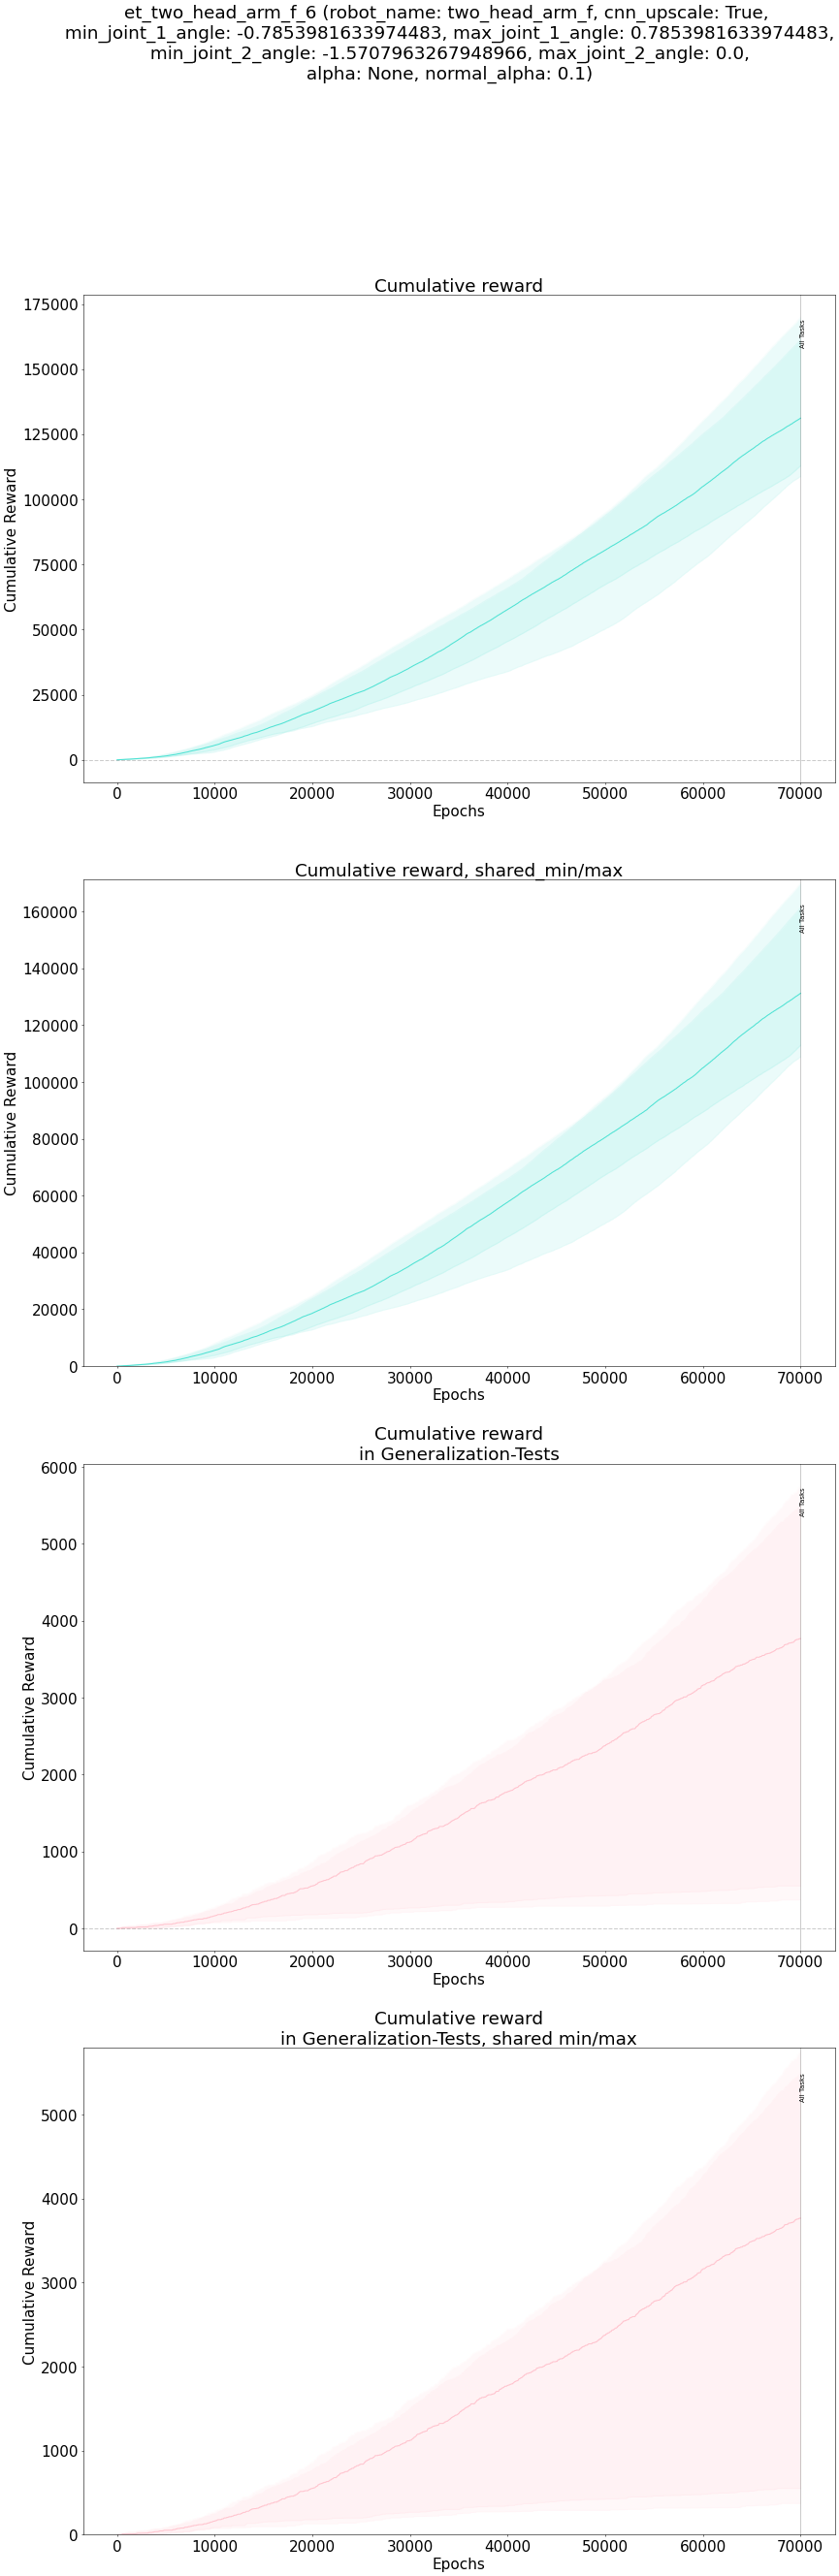 et_two_head_arm_f_6 (robot_name: two_head_arm_f, cnn_upscale: True,
min_joint_1_angle: -0.7853981633974483, max_joint_1_angle: 0.7853981633974483,
min_joint_2_angle: -1.5707963267948966, max_joint_2_angle: 0.0,
alpha: None, normal_alpha: 0.1)
Cumulative reward
175000
150000
125000
100000
75000
50000
25000
0
Cumulative Reward
All Tasks
0 10000 20000 30000 40000 50000 60000 70000
Epochs
Cumulative reward, shared_min/max
160000
140000
120000
100000
80000
60000
40000
20000
0
Cumulative Reward
All Tasks
0 10000 20000 30000 40000 50000 60000 70000
Epochs
Cumulative reward
in Generalization-Tests
6000
5000
4000
3000
2000
1000
0
Cumulative Reward
All Tasks
0 10000 20000 30000 40000 50000 60000 70000
Epochs
Cumulative reward
in Generalization-Tests, shared min/max
5000
4000
3000
2000
1000
0
Cumulative Reward
All Tasks
0 10000 20000 30000 40000 50000 60000 70000
Epochs